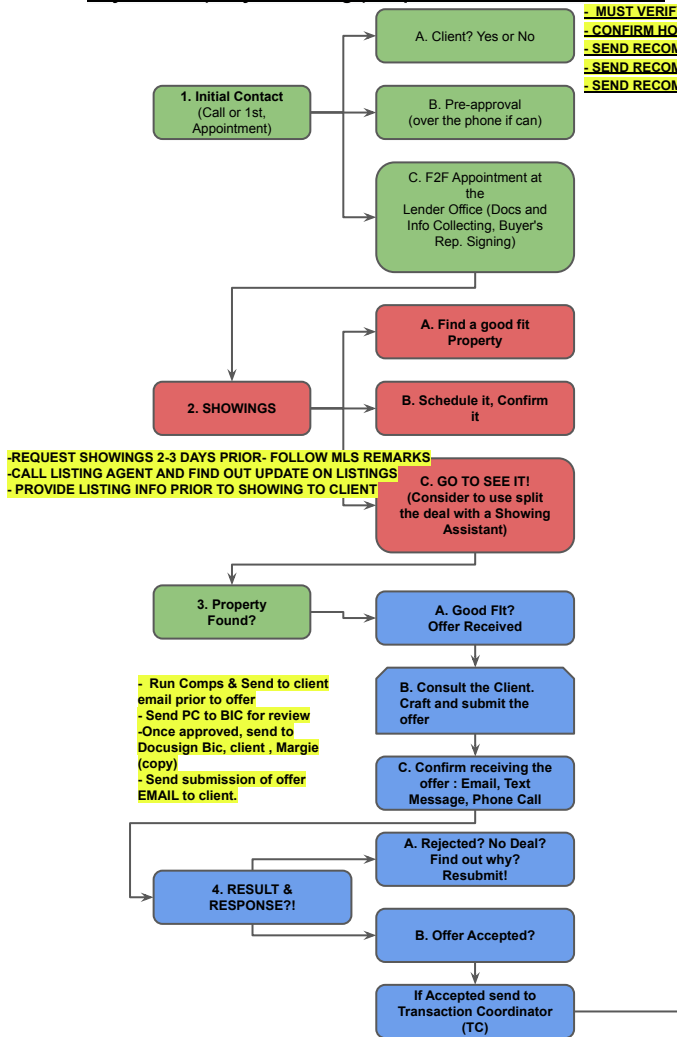 - MUST VERIF
- CONFIRM HO
- SEND RECOM
- SEND RECOM
- SEND RECOM
A. Client? Yes or No
1. Initial Contact
(Call or 1st,
Appointment)
B. Pre-approval
(over the phone if can)
C. F2F Appointment at
the
Lender Office (Docs and
Info Collecting, Buyer's
Rep. Signing)
A. Find a good fit
Property
2. SHOWINGS
B. Schedule it, Confirm
it
-REQUEST SHOWINGS 2-3 DAYS PRIOR- FOLLOW MLS REMARKS
-CALL LISTING AGENT AND FIND OUT UPDATE ON LISTINGS
- PROVIDE LISTING INFO PRIOR TO SHOWING TO CLIENT
C. GO TO SEE IT!
(Consider to use split
the deal with a Showing
Assistant)
3. Property
Found?
A. Good FIt?
Offer Received
- Run Comps & Send to client
email prior to offer
- Send PC to BIC for review
-Once approved, send to
Docusign Bic, client , Margie
(copy)
- Send submission of offer
EMAIL to client.
B. Consult the Client.
Craft and submit the
offer
C. Confirm receiving the
offer : Email, Text
Message, Phone Call
A. Rejected? No Deal?
Find out why?
Resubmit!
4. RESULT &
RESPONSE?!
B. Offer Accepted?
If Accepted send to
Transaction Coordinator
(TC)